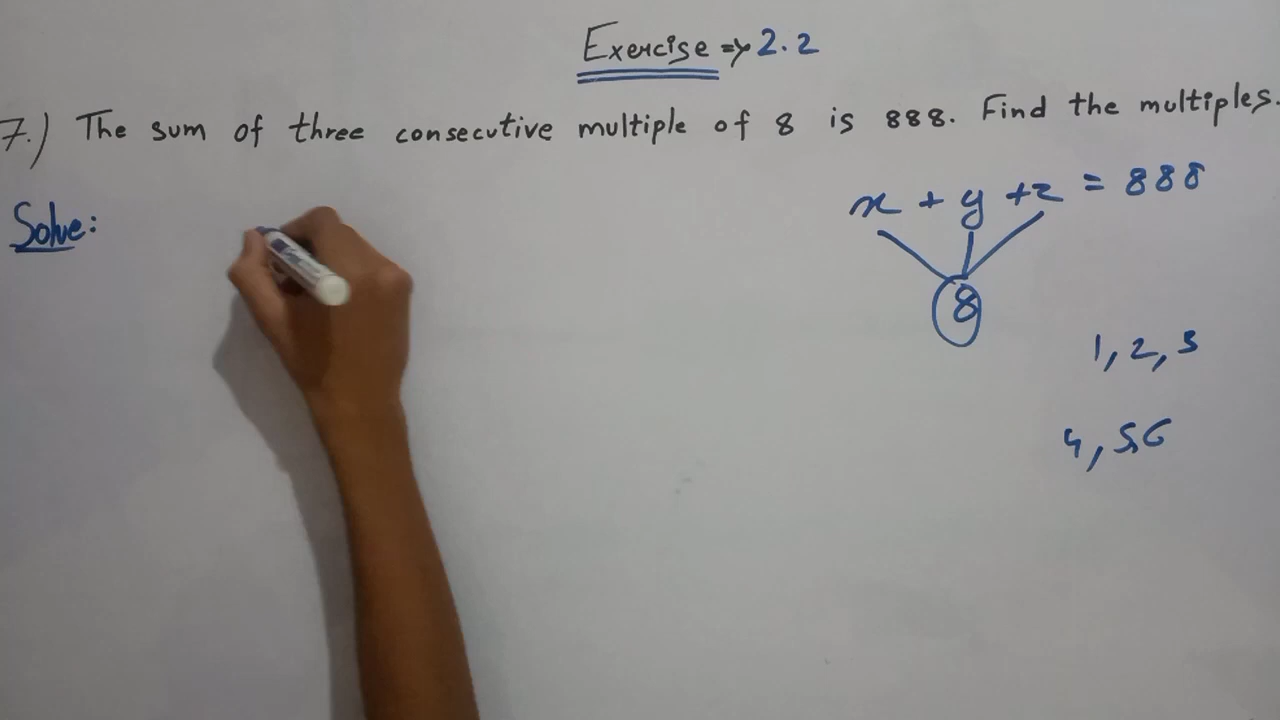 Exercise => 2.2
7.) The sum of three consecutive multiple of 8 is 888. Find the multiples.
Solve:
x + y + z = 888
8
1, 2, 3
4, 5, 6